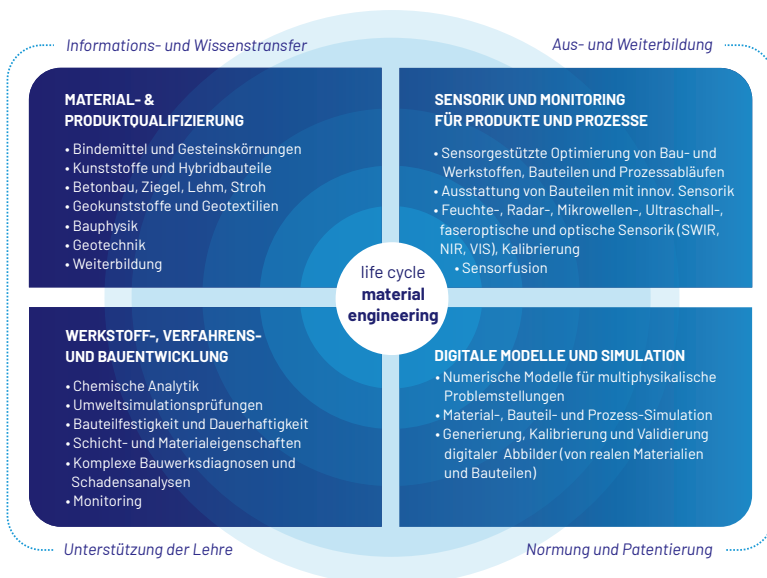 Informations- und Wissenstransfer
Aus- und Weiterbildung
MATERIAL- &
PRODUKTQUALIFIZIERUNG
• Bindemittel und Gesteinskörnungen
• Kunststoffe und Hybridbauteile
• Betonbau, Ziegel, Lehm, Stroh
• Geokunststoffe und Geotextilien
• Bauphysik
• Geotechnik
• Weiterbildung
SENSORIK UND MONITORING
FÜR PRODUKTE UND PROZESSE
• Sensorgestützte Optimierung von Bau- und
Werkstoffen, Bauteilen und Prozessabläufen
• Ausstattung von Bauteilen mit innov. Sensorik
• Feuchte-, Radar-, Mikrowellen-, Ultraschall-,
faseroptische und optische Sensorik (SWIR,
NIR, VIS), Kalibrierung
• Sensorfusion
life cycle
material
engineering
WERKSTOFF-, VERFAHRENS-
UND BAUENTWICKLUNG
• Chemische Analytik
• Umweltsimulationsprüfungen
• Bauteilfestigkeit und Dauerhaftigkeit
• Schicht- und Materialeigenschaften
• Komplexe Bauwerksdiagnosen und
Schadensanalysen
• Monitoring
DIGITALE MODELLE UND SIMULATION
• Numerische Modelle für multiphysikalische
Problemstellungen
• Material-, Bauteil- und Prozess-Simulation
• Generierung, Kalibrierung und Validierung
digitaler Abbilder (von realen Materialien
und Bauteilen)
Unterstützung der Lehre
Normung und Patentierung